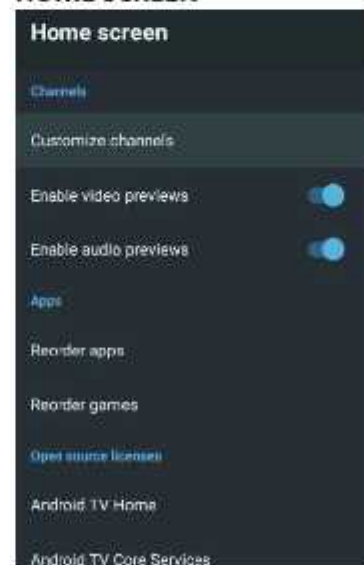 Home screen
Channels
Customize channels
Enable video previews
Enable audio previews
Apps
Reorder apps
Reorder games
Open source licenses
Android TV Home
Android TV Core Services